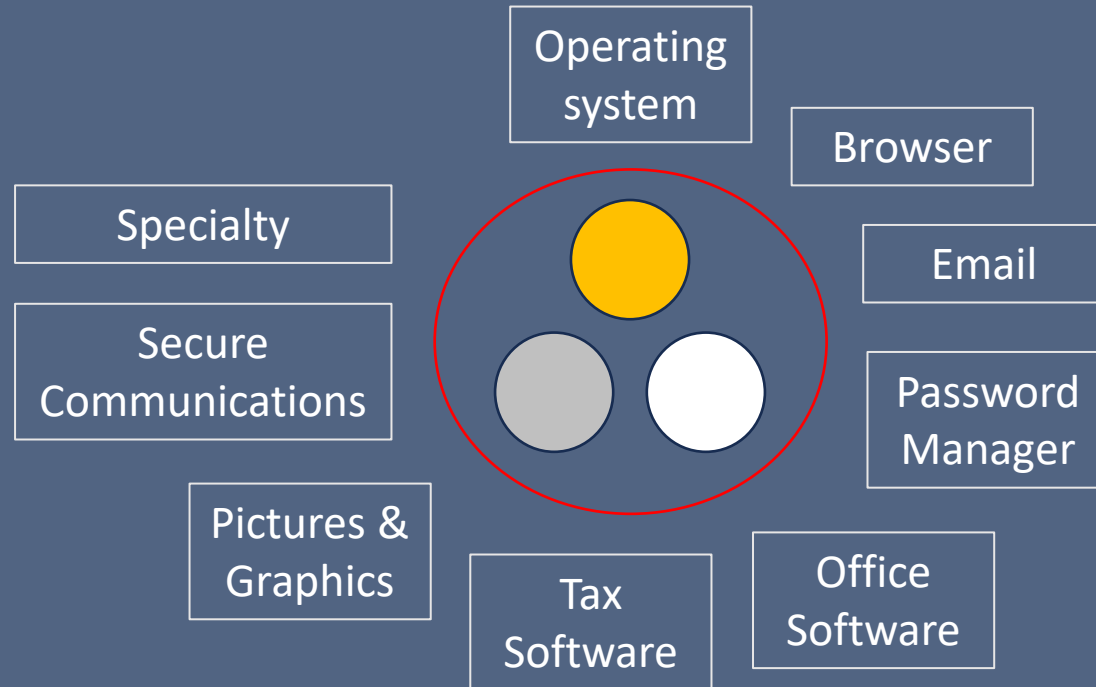 Operating
system
Browser
Specialty
Email
Secure
Communications
Password
Manager
Pictures &
Graphics
Office
Software
Tax
Software